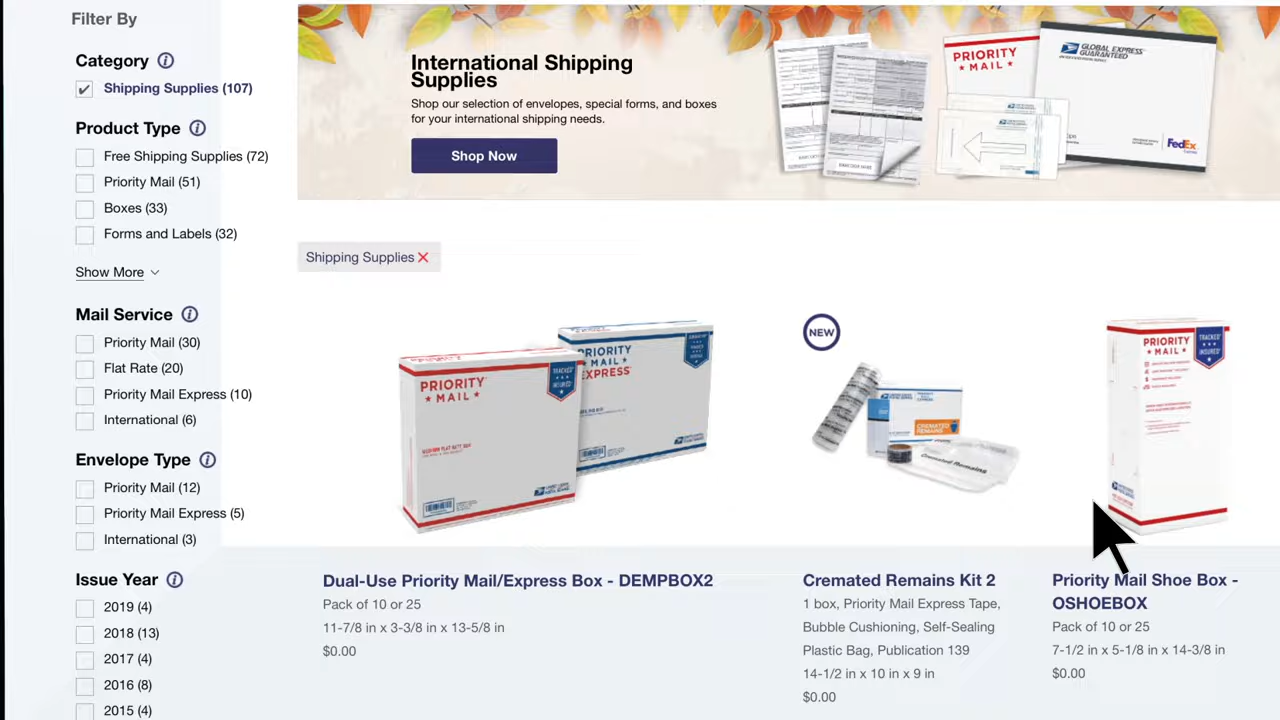 Filter By
Category
Shipping Supplies (107)
Product Type
Free Shipping Supplies (72)
Priority Mail (51)
Boxes (33)
Forms and Labels (32)
Show More
Mail Service
Priority Mail (30)
Flat Rate (20)
Priority Mail Express (10)
International (6)
Envelope Type
Priority Mail (12)
Priority Mail Express (5)
International (3)
Issue Year
2019 (4)
2018 (13)
2017 (4)
2016 (8)
2015 (4)
International Shipping
Supplies
Shop our selection of envelopes, special forms, and boxes
for your international shipping needs.
Shop Now
PRIORITY
MAIL
GLOBAL EXPRESS
GUARANTEED
FedEx
Shipping Supplies
PRIORITY
MAIL
TRACKED
INSURED
PRIORITY
MAIL
EXPRESS
NEW
CREMATED
REMAINS
Cremated Remains
PRIORITY
MAIL
TRACKED
INSURED
Dual-Use Priority Mail/Express Box - DEMPBOX2
Pack of 10 or 25
11-7/8 in x 3-3/8 in x 13-5/8 in
$0.00
Cremated Remains Kit 2
1 box, Priority Mail Express Tape,
Bubble Cushioning, Self-Sealing
Plastic Bag, Publication 139
14-1/2 in x 10 in x 9 in
$0.00
Priority Mail Shoe Box -
OSHOEBOX
Pack of 10 or 25
7-1/2 in x 5-1/8 in x 14-3/8 in
$0.00